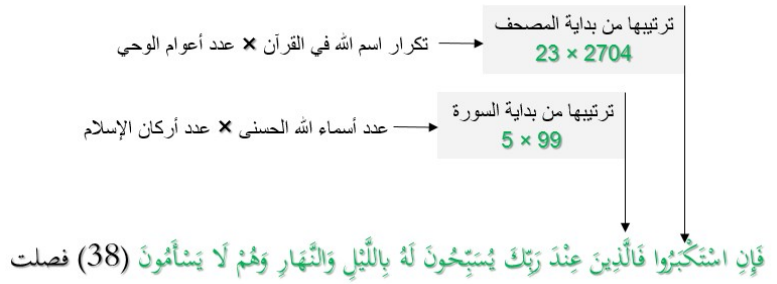 ترتيبها من بداية المصحف
23 × 2704
تكرار اسم الله في القرآن × عدد أعوام الوحي
ترتيبها من بداية السورة
5 × 99
عدد أسماء الله الحسنى × عدد أركان الإسلام
فَإِنِ اسْتَكْبَرُوا فَالَّذِينَ عِنْدَ رَبِّكَ يُسَبِّحُونَ لَهُ بِاللَّيْلِ وَالنَّهَارِ وَهُمْ لَا يَسْأَمُونَ (38) فصلت